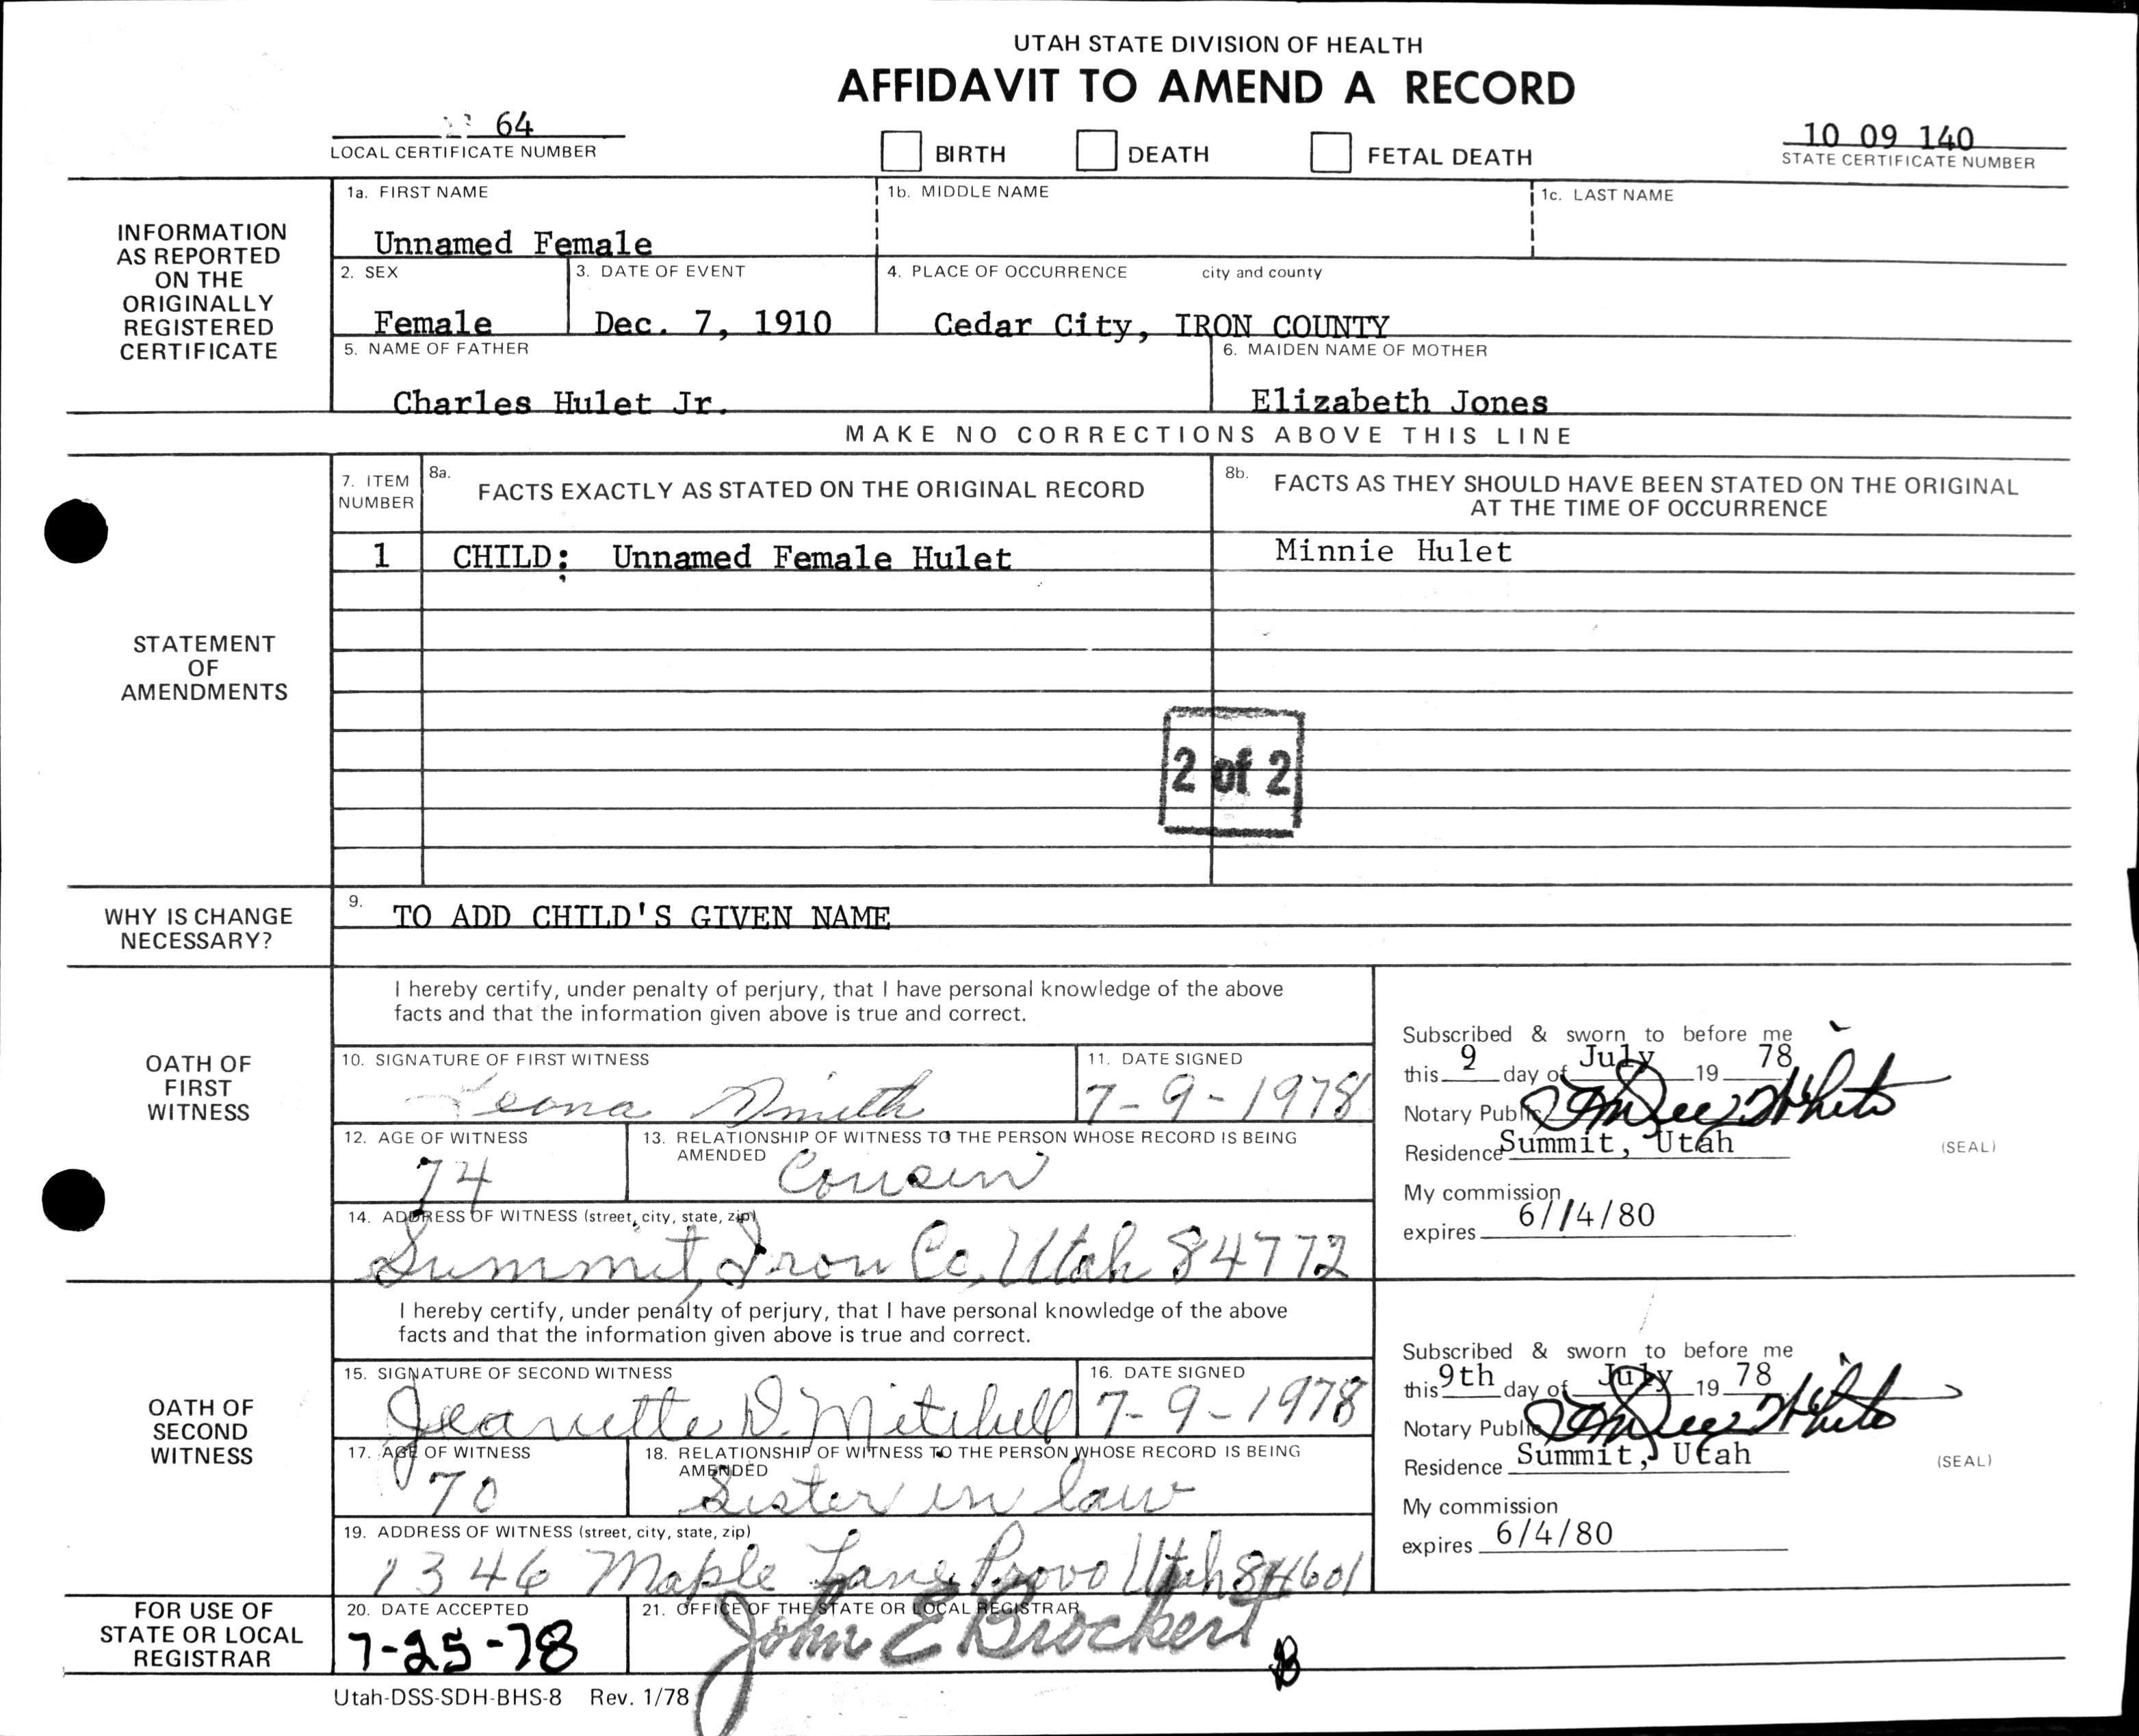 UTAH STATE DIVISION OF HEALTH
AFFIDAVIT TO AMEND A RECORD
64
LOCAL CERTIFICATE NUMBER
BIRTH DEATH FETAL DEATH
10 09 140
STATE CERTIFICATE NUMBER
INFORMATION
AS REPORTED
ON THE
ORIGINALLY
REGISTERED
CERTIFICATE
1a. FIRST NAME 1b. MIDDLE NAME 1c. LAST NAME
Unnamed Female
2. SEX 3. DATE OF EVENT 4. PLACE OF OCCURRENCE city and county
Female Dec. 7, 1910 Cedar City, IRON COUNTY
5. NAME OF FATHER 6. MAIDEN NAME OF MOTHER
Charles Hulet Jr. Elizabeth Jones
MAKE NO CORRECTIONS ABOVE THIS LINE
STATEMENT
OF
AMENDMENTS
7. ITEM
NUMBER
8a. FACTS EXACTLY AS STATED ON THE ORIGINAL RECORD
8b. FACTS AS THEY SHOULD HAVE BEEN STATED ON THE ORIGINAL
AT THE TIME OF OCCURRENCE
1 CHILD: Unnamed Female Hulet Minnie Hulet
2 of 2
WHY IS CHANGE
NECESSARY?
9. TO ADD CHILD'S GIVEN NAME
OATH OF
FIRST
WITNESS
I hereby certify, under penalty of perjury, that I have personal knowledge of the above
facts and that the information given above is true and correct.
10. SIGNATURE OF FIRST WITNESS 11. DATE SIGNED
Leona Smith 7-9-1978
12. AGE OF WITNESS 13. RELATIONSHIP OF WITNESS TO THE PERSON WHOSE RECORD IS BEING
AMENDED
74 Cousin
14. ADDRESS OF WITNESS (street, city, state, zip)
Summit, Iron Co, Utah 84772
Subscribed & sworn to before me
this 9 day of July 19 78
Notary Public White
Residence Summit, Utah (SEAL)
My commission
expires 6/14/80
OATH OF
SECOND
WITNESS
I hereby certify, under penalty of perjury, that I have personal knowledge of the above
facts and that the information given above is true and correct.
15. SIGNATURE OF SECOND WITNESS 16. DATE SIGNED
Jeanette D. Mitchell 7-9-1978
17. AGE OF WITNESS 18. RELATIONSHIP OF WITNESS TO THE PERSON WHOSE RECORD IS BEING
AMENDED
70 Sister in law
19. ADDRESS OF WITNESS (street, city, state, zip)
1346 Maple Lane Provo Utah 84601
Subscribed & sworn to before me
this 9th day of July 19 78
Notary Public White
Residence Summit, Utah (SEAL)
My commission
expires 6/4/80
FOR USE OF
STATE OR LOCAL
REGISTRAR
20. DATE ACCEPTED 21. OFFICE OF THE STATE OR LOCAL REGISTRAR
7-25-78 John E Brockert
Utah-DSS-SDH-BHS-8 Rev. 1/78